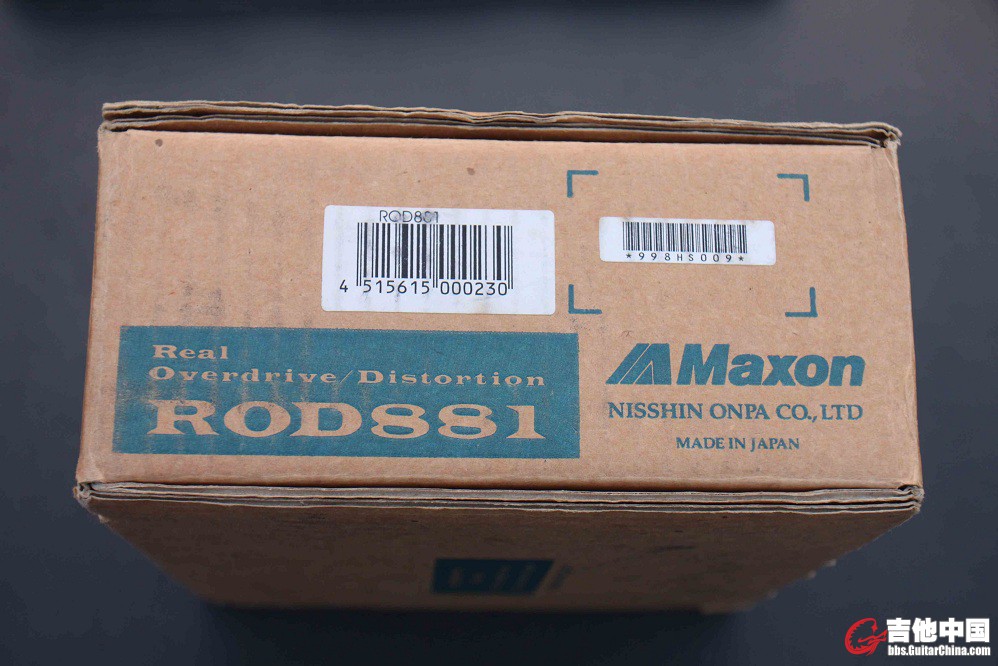 ROD881
4 515615 000230
*998HS009*
Real
Overdrive/Distortion
ROD881
Maxon
NISSHIN ONPA CO., LTD
MADE IN JAPAN
吉他中国
bbs.GuitarChina.com